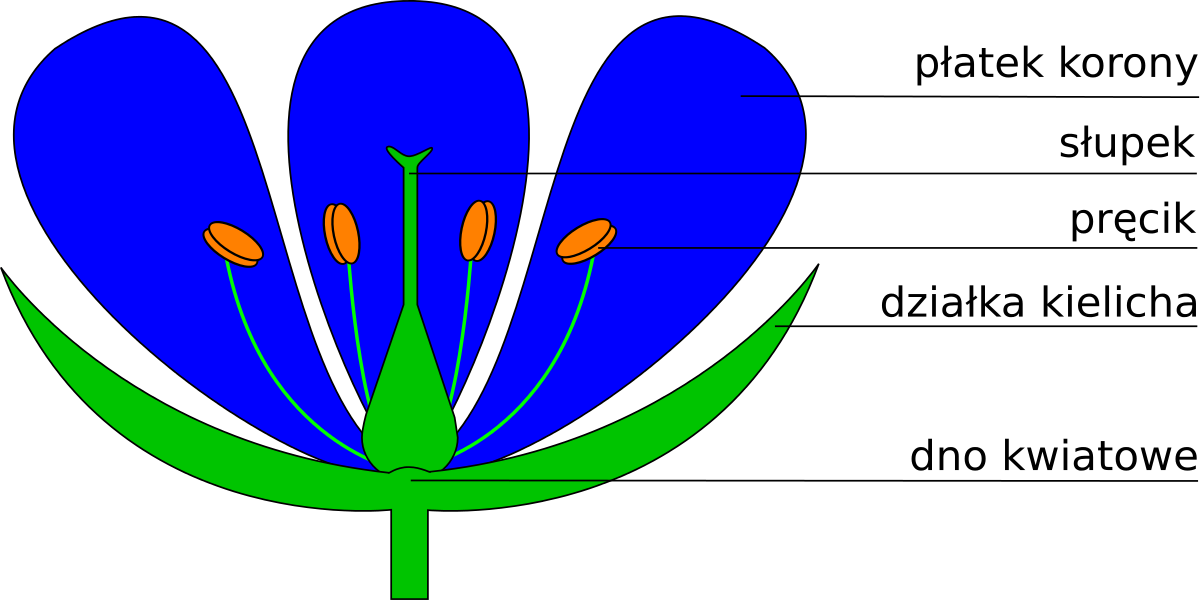 płatek korony
słupek
pręcik
działka kielicha
dno kwiatowe